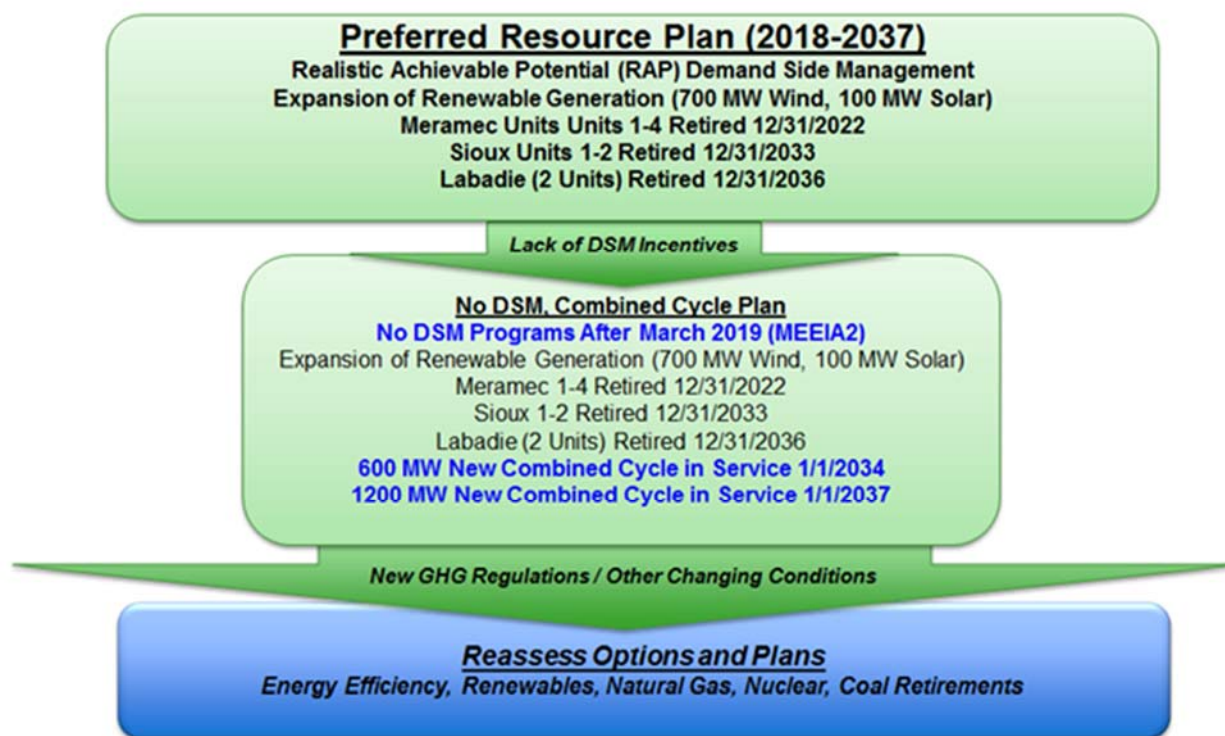 Preferred Resource Plan (2018-2037)
Realistic Achievable Potential (RAP) Demand Side Management
Expansion of Renewable Generation (700 MW Wind, 100 MW Solar)
Meramec Units Units 1-4 Retired 12/31/2022
Sioux Units 1-2 Retired 12/31/2033
Labadie (2 Units) Retired 12/31/2036
Lack of DSM Incentives
No DSM, Combined Cycle Plan
No DSM Programs After March 2019 (MEEIA2)
Expansion of Renewable Generation (700 MW Wind, 100 MW Solar)
Meramec 1-4 Retired 12/31/2022
Sioux 1-2 Retired 12/31/2033
Labadie (2 Units) Retired 12/31/2036
600 MW New Combined Cycle in Service 1/1/2034
1200 MW New Combined Cycle in Service 1/1/2037
New GHG Regulations / Other Changing Conditions
Reassess Options and Plans
Energy Efficiency, Renewables, Natural Gas, Nuclear, Coal Retirements